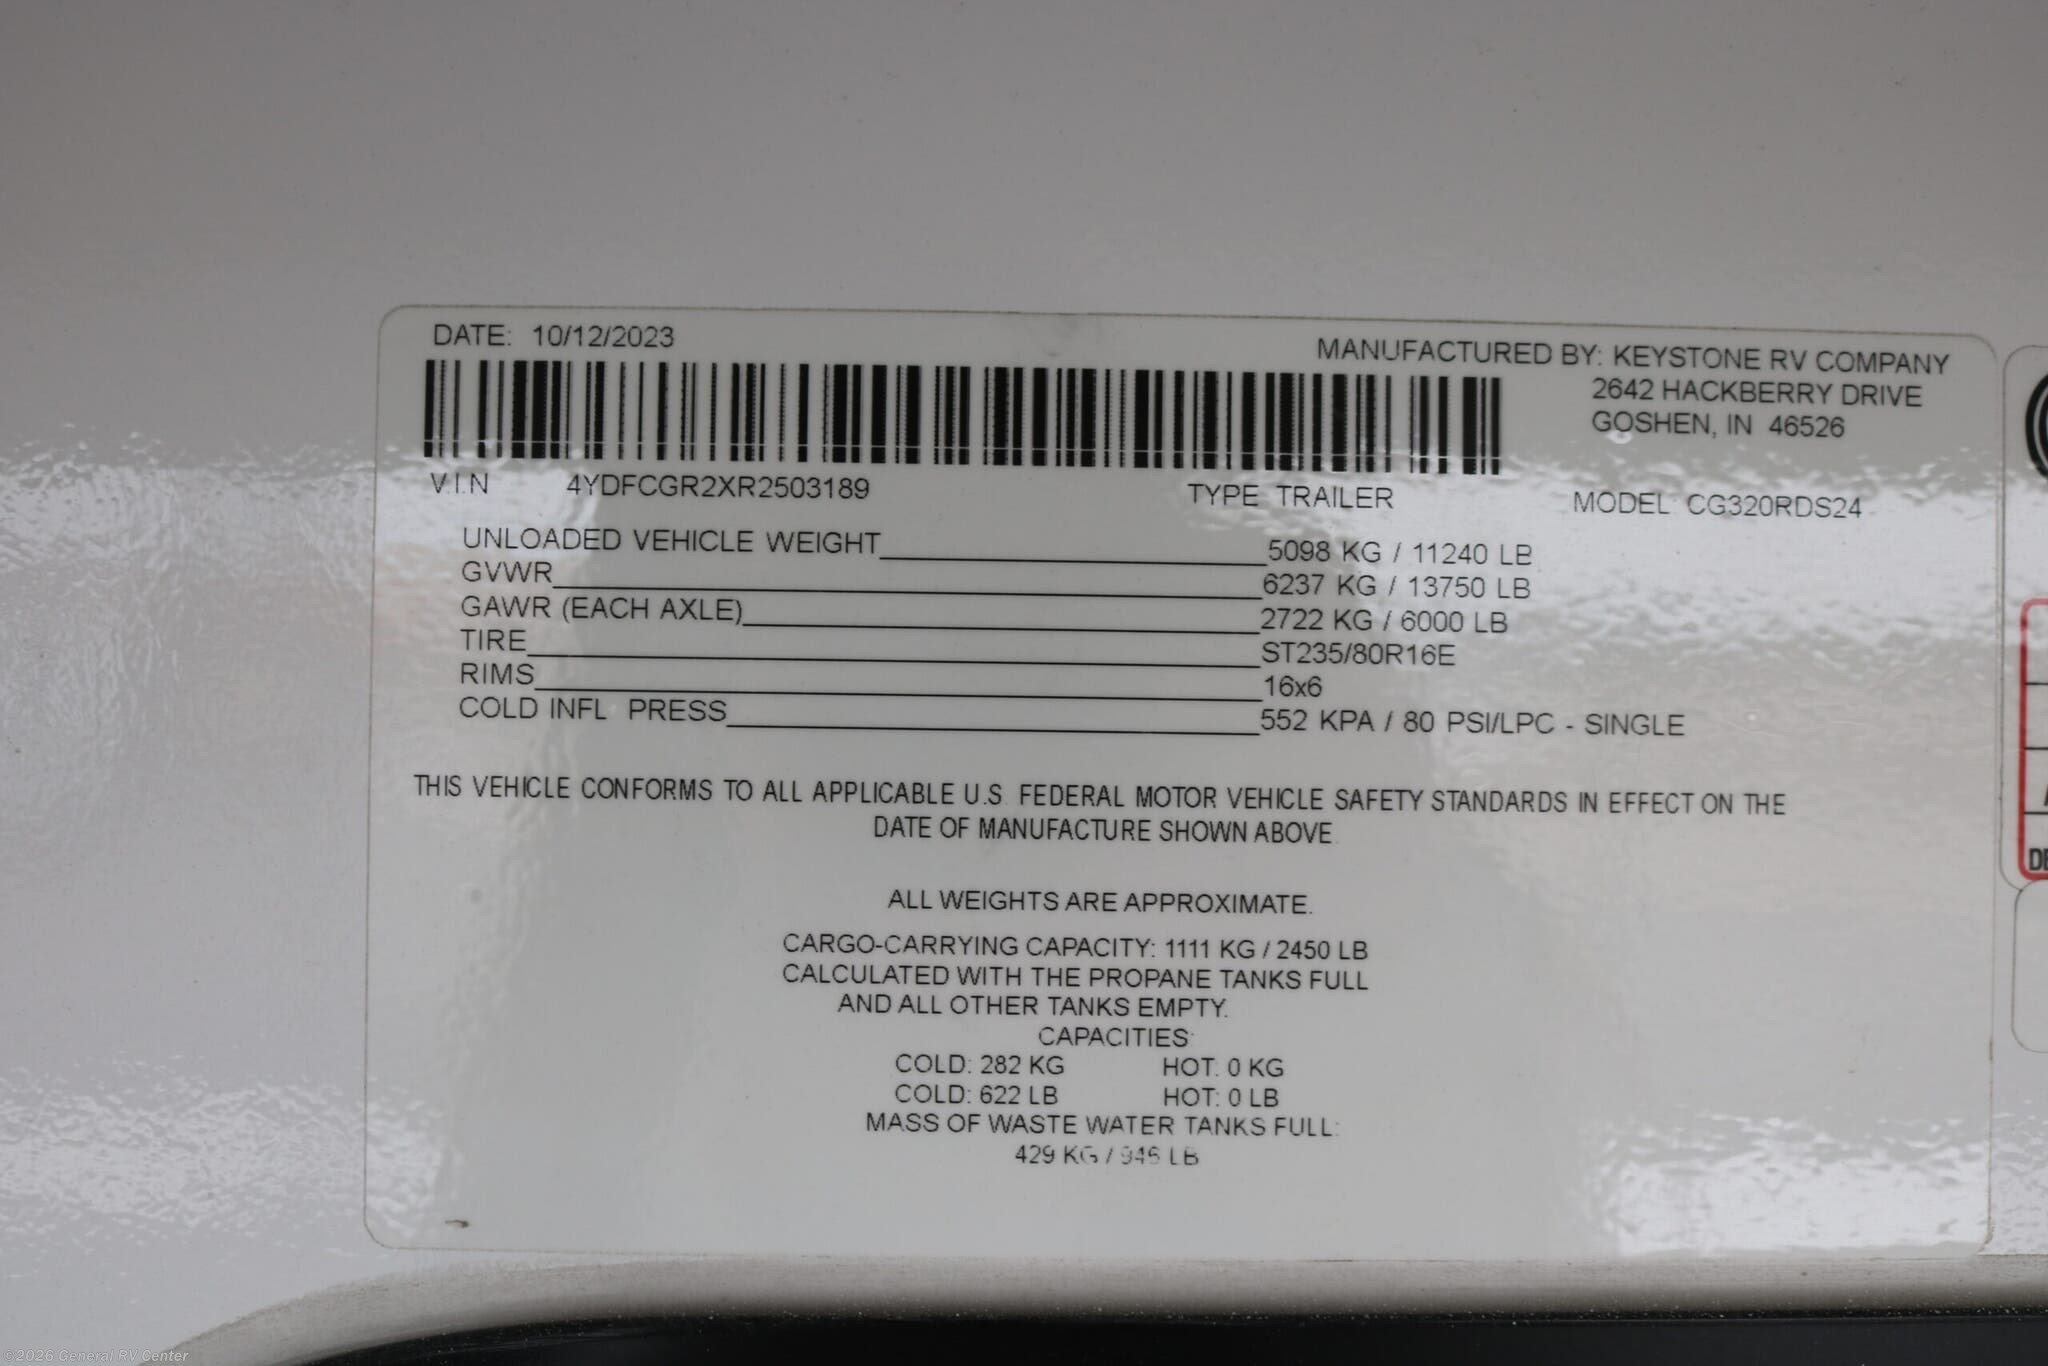 DATE: 10/12/2023
MANUFACTURED BY: KEYSTONE RV COMPANY
2642 HACKBERRY DRIVE
GOSHEN, IN 46526
V.I.N 4YDFCGR2XR2503189 TYPE TRAILER MODEL CG320RDS24
UNLOADED VEHICLE WEIGHT 5098 KG / 11240 LB
GVWR 6237 KG / 13750 LB
GAWR (EACH AXLE) 2722 KG / 6000 LB
TIRE ST235/80R16E
RIMS 16x6
COLD INFL PRESS 552 KPA / 80 PSI/LPC - SINGLE
THIS VEHICLE CONFORMS TO ALL APPLICABLE U.S. FEDERAL MOTOR VEHICLE SAFETY STANDARDS IN EFFECT ON THE
DATE OF MANUFACTURE SHOWN ABOVE.
ALL WEIGHTS ARE APPROXIMATE.
CARGO-CARRYING CAPACITY: 1111 KG / 2450 LB
CALCULATED WITH THE PROPANE TANKS FULL
AND ALL OTHER TANKS EMPTY.
CAPACITIES:
COLD: 282 KG HOT: 0 KG
COLD: 622 LB HOT: 0 LB
MASS OF WASTE WATER TANKS FULL:
429 KG / 946 LB
©2026 General RV Center